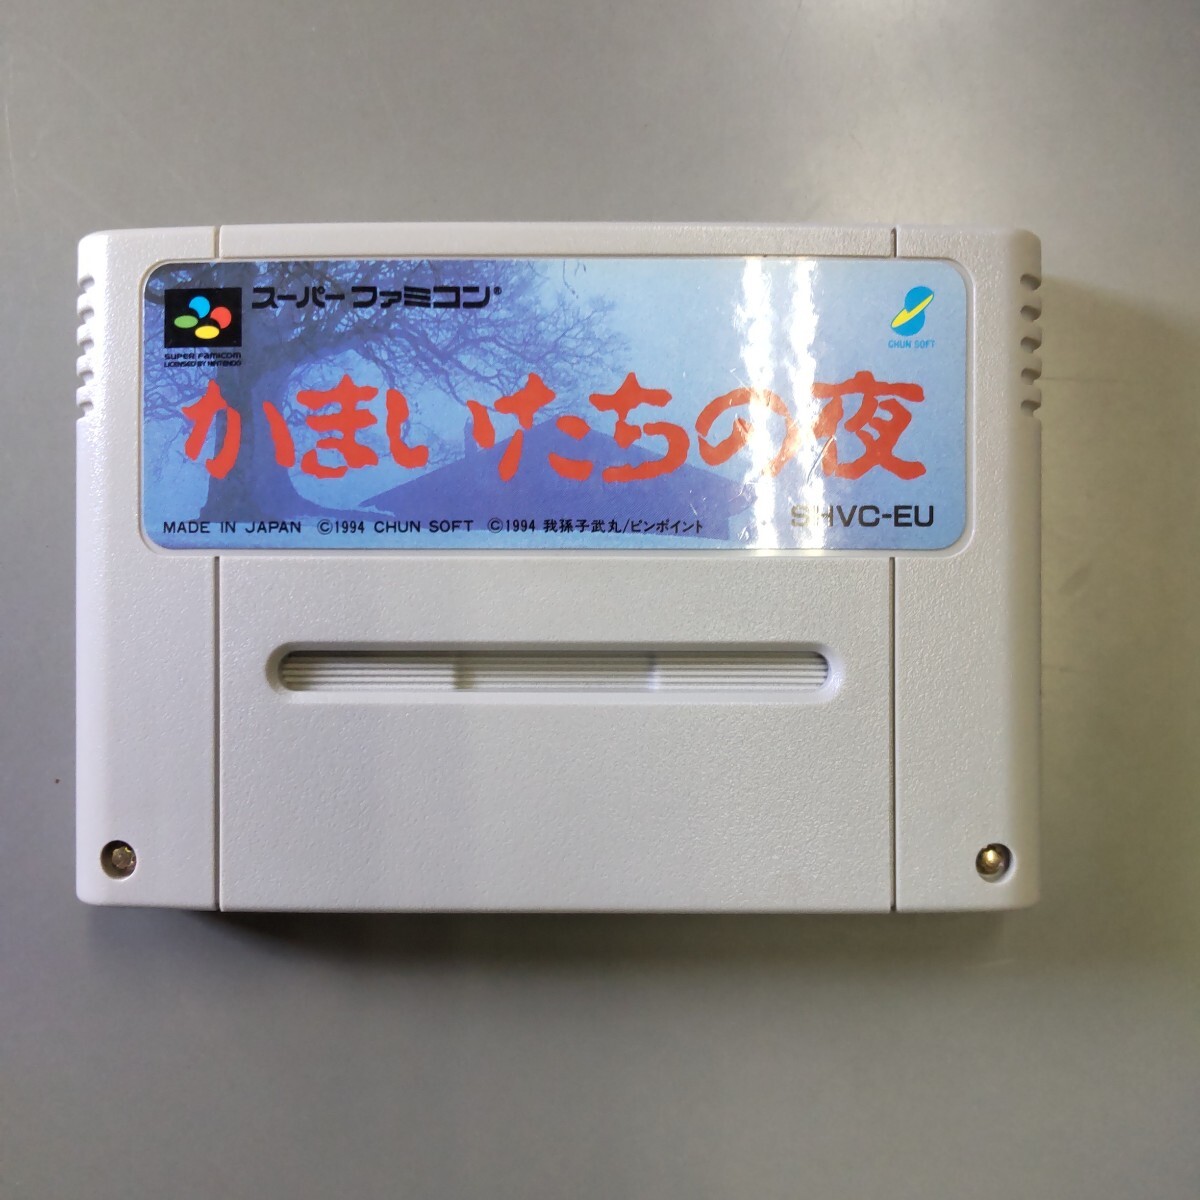 スーパーファミコン®
SUPER FAMICOM
LICENSED BY NINTENDO
CHUN SOFT
かまいたちの夜
SHVC-EU
MADE IN JAPAN ©1994 CHUN SOFT ©1994 我孫子武丸/ピンポイント